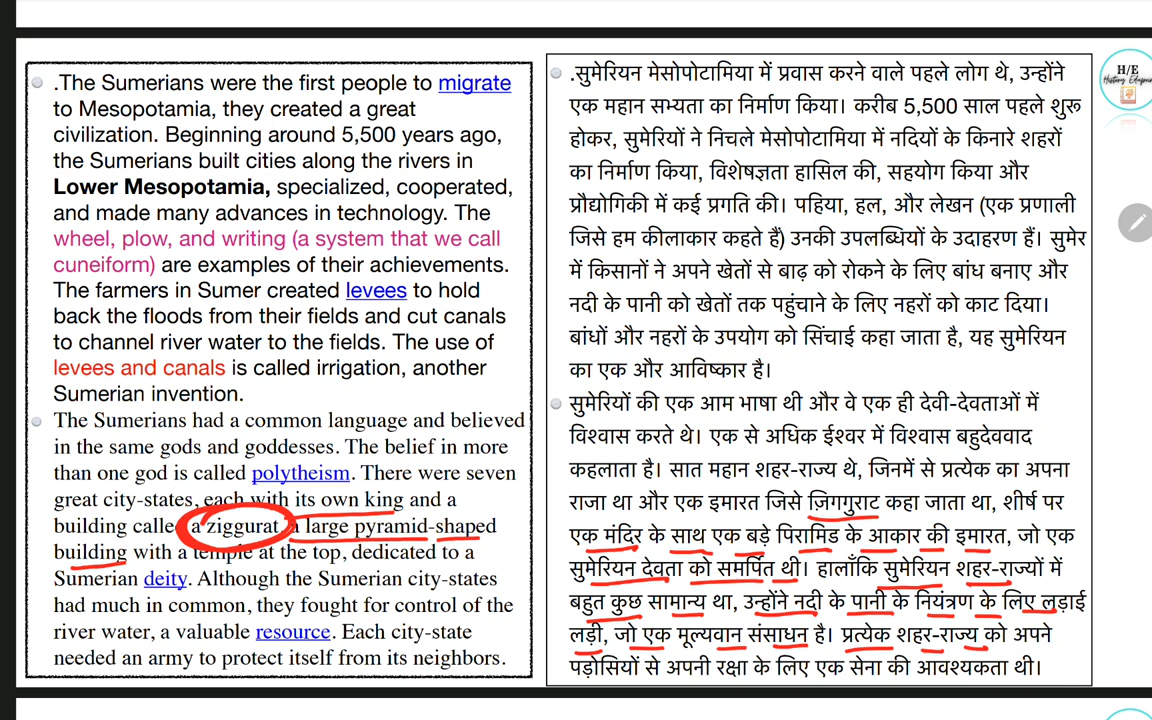 .The Sumerians were the first people to migrate
to Mesopotamia, they created a great
civilization. Beginning around 5,500 years ago,
the Sumerians built cities along the rivers in
Lower Mesopotamia, specialized, cooperated,
and made many advances in technology. The
wheel, plow, and writing (a system that we call
cuneiform) are examples of their achievements.
The farmers in Sumer created levees to hold
back the floods from their fields and cut canals
to channel river water to the fields. The use of
levees and canals is called irrigation, another
Sumerian invention.
The Sumerians had a common language and believed
in the same gods and goddesses. The belief in more
than one god is called polytheism. There were seven
great city-states, each with its own king and a
building called a ziggurat, a large pyramid-shaped
building with a temple at the top, dedicated to a
Sumerian deity. Although the Sumerian city-states
had much in common, they fought for control of the
river water, a valuable resource. Each city-state
needed an army to protect itself from its neighbors.
.सुमेरियन मेसोपोटामिया में प्रवास करने वाले पहले लोग थे, उन्होंने
एक महान सभ्यता का निर्माण किया। करीब 5,500 साल पहले शुरू
होकर, सुमेरियों ने निचले मेसोपोटामिया में नदियों के किनारे शहरों
का निर्माण किया, विशेषज्ञता हासिल की, सहयोग किया और
प्रौद्योगिकी में कई प्रगति की। पहिया, हल, और लेखन (एक प्रणाली
जिसे हम कीलाकार कहते हैं) उनकी उपलब्धियों के उदाहरण हैं। सुमेर
में किसानों ने अपने खेतों से बाढ़ को रोकने के लिए बांध बनाए और
नदी के पानी को खेतों तक पहुंचाने के लिए नहरों को काट दिया।
बांधों और नहरों के उपयोग को सिंचाई कहा जाता है, यह सुमेरियन
का एक और आविष्कार है।
सुमेरियों की एक आम भाषा थी और वे एक ही देवी-देवताओं में
विश्वास करते थे। एक से अधिक ईश्वर में विश्वास बहुदेववाद
कहलाता है। सात महान शहर-राज्य थे, जिनमें से प्रत्येक का अपना
राजा था और एक इमारत जिसे ज़िगगुराट कहा जाता था, शीर्ष पर
एक मंदिर के साथ एक बड़े पिरामिड के आकार की इमारत, जो एक
सुमेरियन देवता को समर्पित थी। हालाँकि सुमेरियन शहर-राज्यों में
बहुत कुछ सामान्य था, उन्होंने नदी के पानी के नियंत्रण के लिए लड़ाई
लड़ी, जो एक मूल्यवान संसाधन है। प्रत्येक शहर-राज्य को अपने
पड़ोसियों से अपनी रक्षा के लिए एक सेना की आवश्यकता थी।
H/E